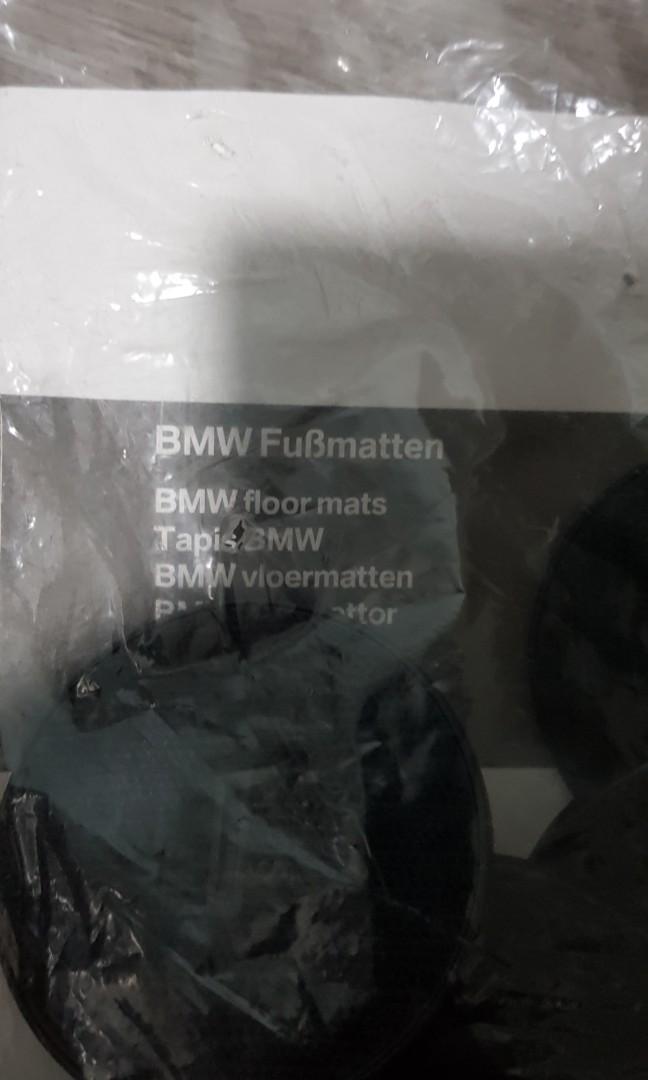 BMW Fußmatten
BMW floor mats
Tapis BMW
BMW vloermatten